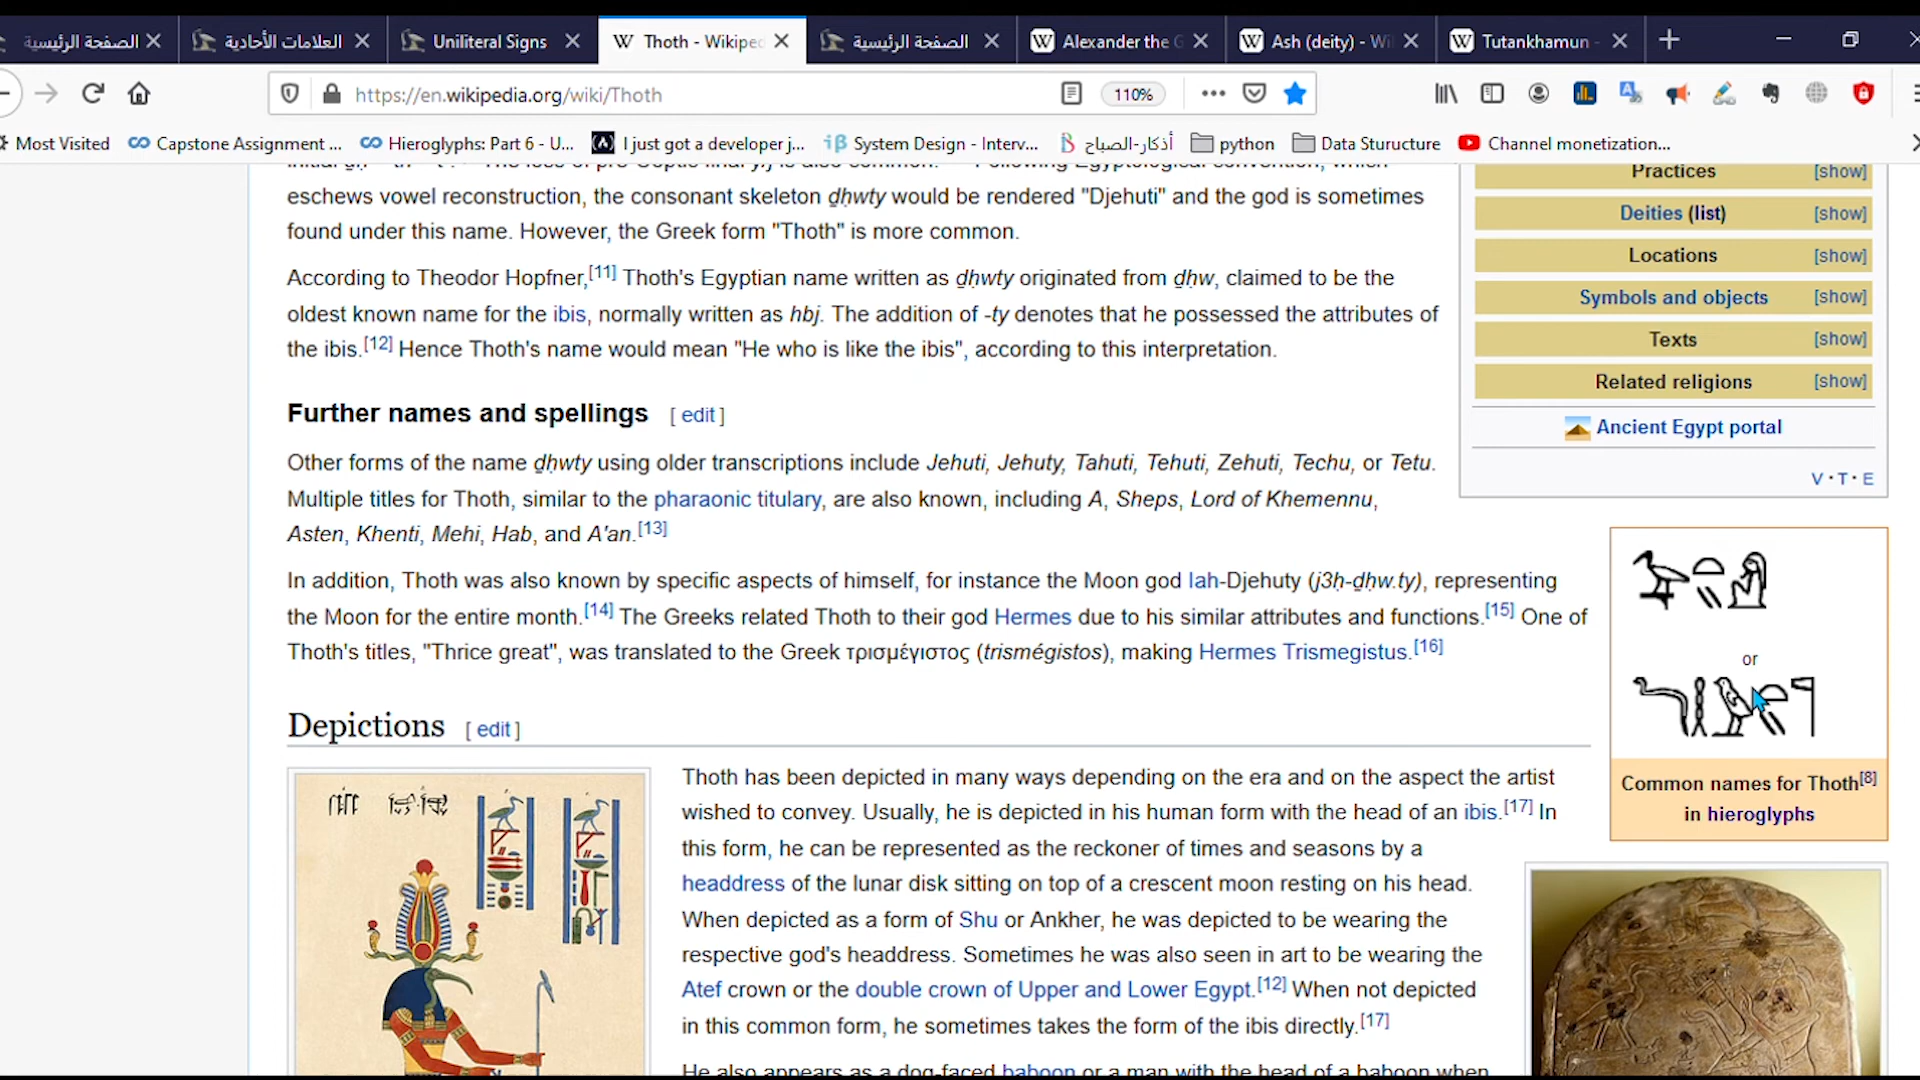 الصفحة الرئيسية
العلامات الأحادية
Uniliteral Signs
Thoth - Wikipe
الصفحة الرئيسية
Alexander the G
Ash (deity) - Wi
Tutankhamun -
https://en.wikipedia.org/wiki/Thoth
110%
Most Visited
Capstone Assignment ...
Hieroglyphs: Part 6 - U...
I just got a developer j...
System Design - Interv...
أذكار-الصباح
python
Data Sturucture
Channel monetization...
eschews vowel reconstruction, the consonant skeleton ḏḥwty would be rendered "Djehuti" and the god is sometimes
found under this name. However, the Greek form "Thoth" is more common.
According to Theodor Hopfner,[11] Thoth's Egyptian name written as ḏḥwty originated from ḏḥw, claimed to be the
oldest known name for the ibis, normally written as hbj. The addition of -ty denotes that he possessed the attributes of
the ibis.[12] Hence Thoth's name would mean "He who is like the ibis", according to this interpretation.
Further names and spellings [ edit ]
Other forms of the name ḏḥwty using older transcriptions include Jehuti, Jehuty, Tahuti, Tehuti, Zehuti, Techu, or Tetu.
Multiple titles for Thoth, similar to the pharaonic titulary, are also known, including A, Sheps, Lord of Khemennu,
Asten, Khenti, Mehi, Hab, and A'an.[13]
In addition, Thoth was also known by specific aspects of himself, for instance the Moon god Iah-Djehuty (j3ḥ-ḏḥw.ty), representing
the Moon for the entire month.[14] The Greeks related Thoth to their god Hermes due to his similar attributes and functions.[15] One of
Thoth's titles, "Thrice great", was translated to the Greek τρισμέγιστος (trismégistos), making Hermes Trismegistus.[16]
Depictions [ edit ]
Thoth has been depicted in many ways depending on the era and on the aspect the artist
wished to convey. Usually, he is depicted in his human form with the head of an ibis.[17] In
this form, he can be represented as the reckoner of times and seasons by a
headdress of the lunar disk sitting on top of a crescent moon resting on his head.
When depicted as a form of Shu or Ankher, he was depicted to be wearing the
respective god's headdress. Sometimes he was also seen in art to be wearing the
Atef crown or the double crown of Upper and Lower Egypt.[12] When not depicted
in this common form, he sometimes takes the form of the ibis directly.[17]
He also appears as a dog-faced baboon or a man with the head of a baboon when
Practices [show]
Deities (list) [show]
Locations [show]
Symbols and objects [show]
Texts [show]
Related religions [show]
Ancient Egypt portal
V · T · E
or
Common names for Thoth[8]
in hieroglyphs